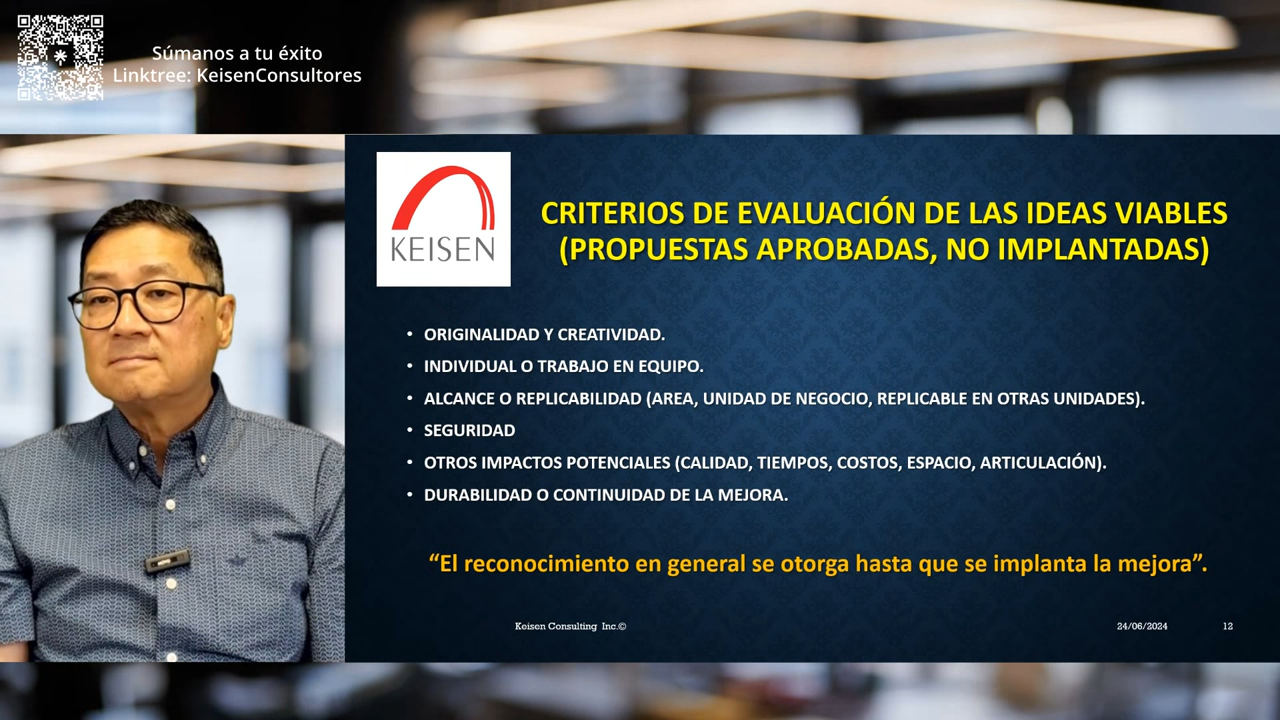 Súmanos a tu éxito
Linktree: KeisenConsultores
KEISEN
CRITERIOS DE EVALUACIÓN DE LAS IDEAS VIABLES
(PROPUESTAS APROBADAS, NO IMPLANTADAS)
• ORIGINALIDAD Y CREATIVIDAD.
• INDIVIDUAL O TRABAJO EN EQUIPO.
• ALCANCE O REPLICABILIDAD (AREA, UNIDAD DE NEGOCIO, REPLICABLE EN OTRAS UNIDADES).
• SEGURIDAD
• OTROS IMPACTOS POTENCIALES (CALIDAD, TIEMPOS, COSTOS, ESPACIO, ARTICULACIÓN).
• DURABILIDAD O CONTINUIDAD DE LA MEJORA.
“El reconocimiento en general se otorga hasta que se implanta la mejora”.
Keisen Consulting Inc.©
24/06/2024
12